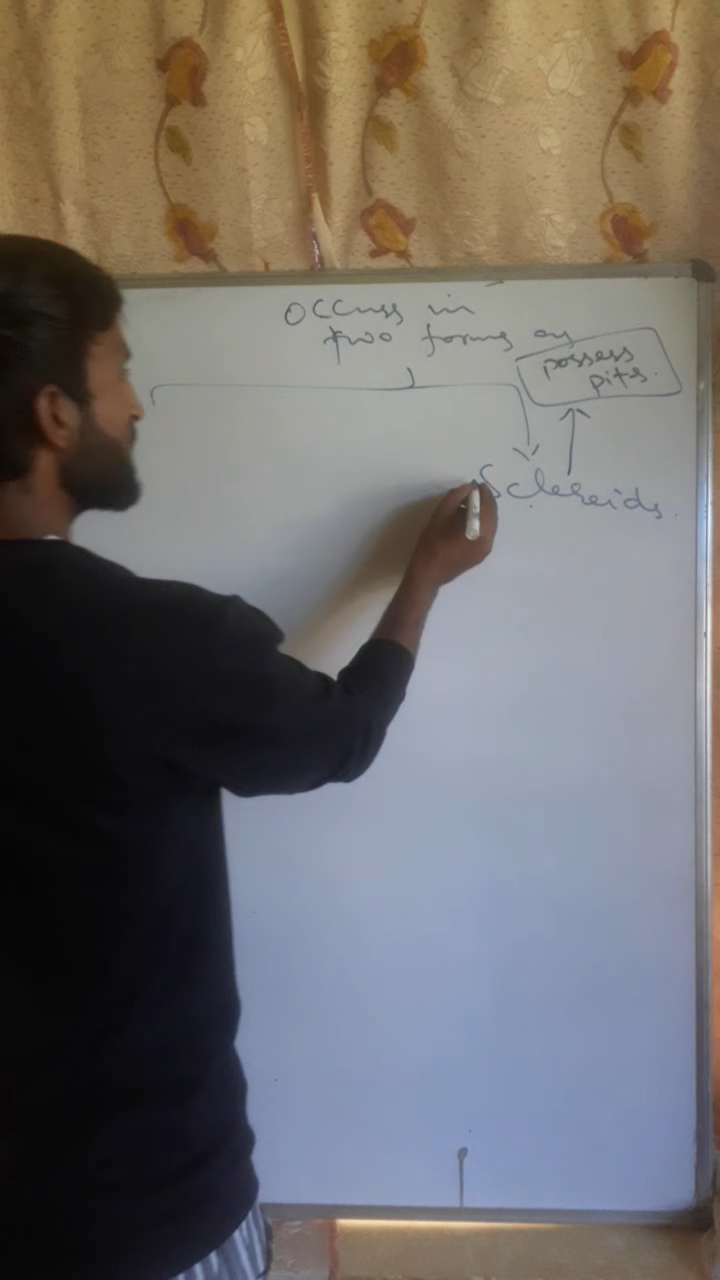 Occurs in
two forms as
possess
pits.
Sclereids.